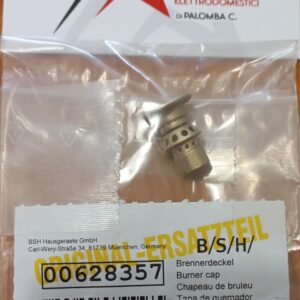 ELETTRODOMESTICI
DI PALOMBA C.
BSH Hausgeraete GmbH
Carl-Wery-Straße 34, 81739 Müenchen, Germany
ORIGINAL-ERSATZTEIL
B/S/H/
00628357
Brennerdeckel
Burner cap
Chapeau de bruleu
Tapa de quemador